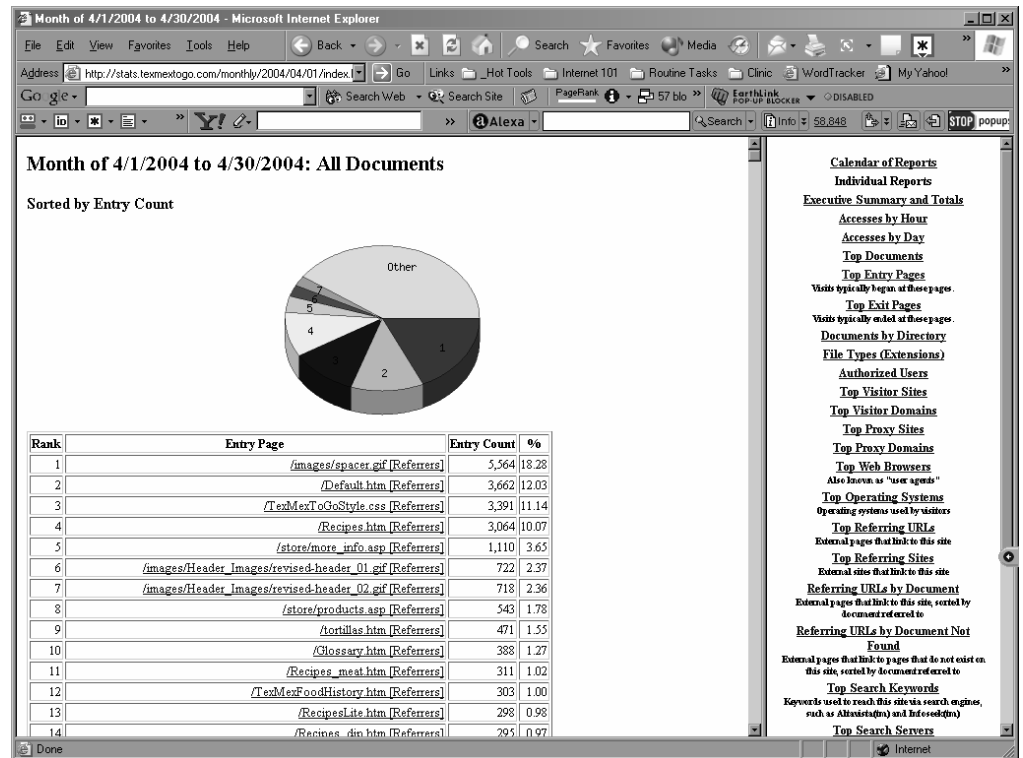 Month of 4/1/2004 to 4/30/2004 - Microsoft Internet Explorer
File Edit View Favorites Tools Help Back Search Favorites Media »
Address http://stats.texmextogo.com/monthly/2004/04/01/index. Go Links _Hot Tools Internet 101 Routine Tasks Clinic WordTracker My Yahoo! »
Go gle Search Web Search Site PageRank 57 blo » EarthLink POP-UP BLOCKER DISABLED
» Y! » Alexa Search Info 58,848 STOP popup:
Month of 4/1/2004 to 4/30/2004: All Documents
Sorted by Entry Count
Other
7
6
5
4
3
2
1
Rank Entry Page Entry Count %
1 /images/spacer.gif [Referrers] 5,564 18.28
2 /Default.htm [Referrers] 3,662 12.03
3 /TexMexToGoStyle.css [Referrers] 3,391 11.14
4 /Recipes.htm [Referrers] 3,064 10.07
5 /store/more_info.asp [Referrers] 1,110 3.65
6 /images/Header_Images/revised-header_01.gif [Referrers] 722 2.37
7 /images/Header_Images/revised-header_02.gif [Referrers] 718 2.36
8 /store/products.asp [Referrers] 543 1.78
9 /tortillas.htm [Referrers] 471 1.55
10 /Glossary.htm [Referrers] 388 1.27
11 /Recipes_meat.htm [Referrers] 311 1.02
12 /TexMexFoodHistory.htm [Referrers] 303 1.00
13 /RecipesLite.htm [Referrers] 298 0.98
14 /Recipes_dip.htm [Referrers] 295 0.97
Calendar of Reports
Individual Reports
Executive Summary and Totals
Accesses by Hour
Accesses by Day
Top Documents
Top Entry Pages
Visits typically began at these pages.
Top Exit Pages
Visits typically ended at these pages.
Documents by Directory
File Types (Extensions)
Authorized Users
Top Visitor Sites
Top Visitor Domains
Top Proxy Sites
Top Proxy Domains
Top Web Browsers
Also known as "user agents"
Top Operating Systems
Operating systems used by visitors
Top Referring URLs
External pages that link to this site
Top Referring Sites
External sites that link to this site
Referring URLs by Document
External pages that link to this site, sorted by
document referred to
Referring URLs by Document Not
Found
External pages that link to pages that do not exist on
this site, sorted by document referred to
Top Search Keywords
Keywords used to reach this site via search engines,
such as Altavista(tm) and Infoseek(tm)
Top Search Servers
Done Internet